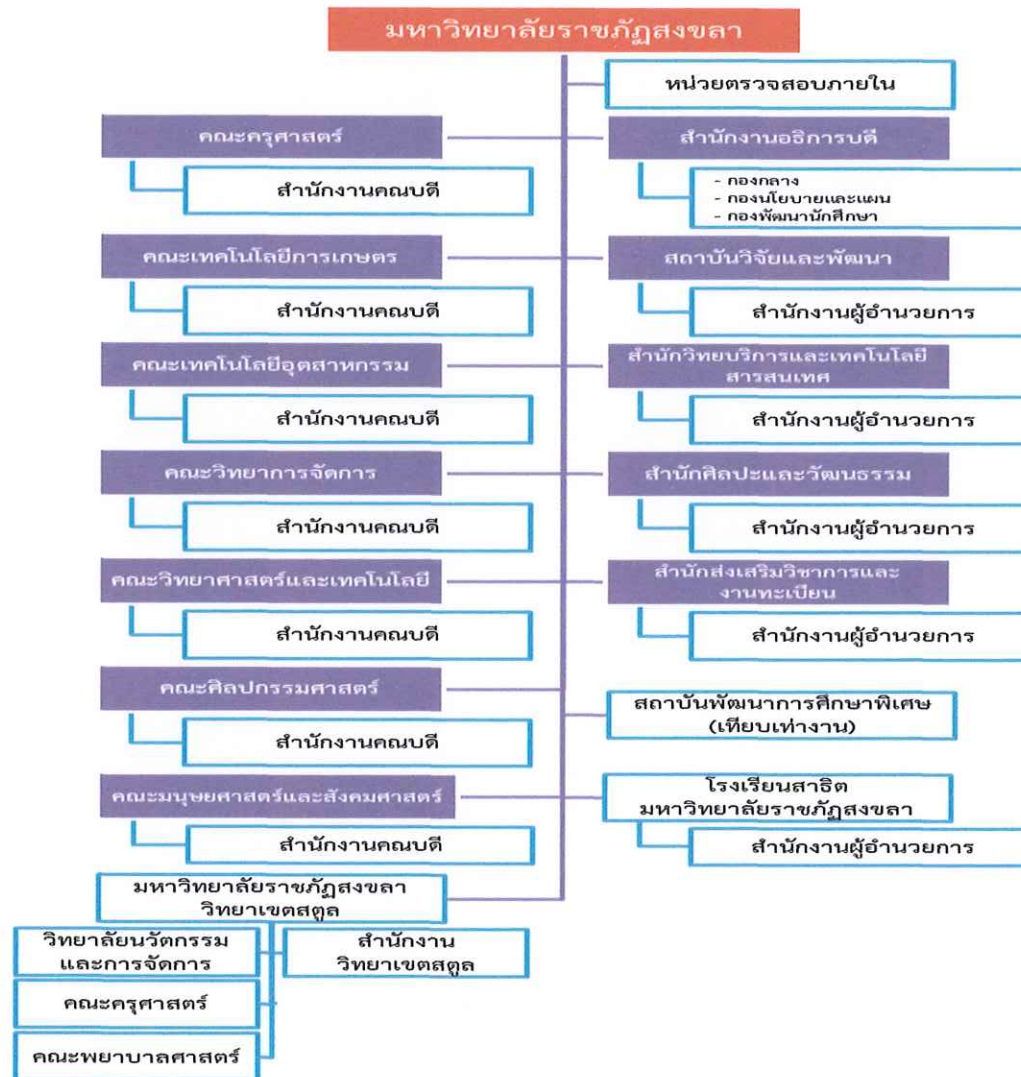 มหาวิทยาลัยราชภัฏสงขลา
หน่วยตรวจสอบภายใน
คณะครุศาสตร์
สำนักงานคณบดี
สำนักงานอธิการบดี
- กองกลาง
- กองนโยบายและแผน
- กองพัฒนานักศึกษา
คณะเทคโนโลยีการเกษตร
สำนักงานคณบดี
สถาบันวิจัยและพัฒนา
สำนักงานผู้อำนวยการ
คณะเทคโนโลยีอุตสาหกรรม
สำนักงานคณบดี
สำนักวิทยบริการและเทคโนโลยี
สารสนเทศ
สำนักงานผู้อำนวยการ
คณะวิทยาการจัดการ
สำนักงานคณบดี
สำนักศิลปะและวัฒนธรรม
สำนักงานผู้อำนวยการ
คณะวิทยาศาสตร์และเทคโนโลยี
สำนักงานคณบดี
สำนักส่งเสริมวิชาการและ
งานทะเบียน
สำนักงานผู้อำนวยการ
คณะศิลปกรรมศาสตร์
สำนักงานคณบดี
สถาบันพัฒนาการศึกษาพิเศษ
(เทียบเท่างาน)
คณะมนุษยศาสตร์และสังคมศาสตร์
สำนักงานคณบดี
โรงเรียนสาธิต
มหาวิทยาลัยราชภัฏสงขลา
สำนักงานผู้อำนวยการ
มหาวิทยาลัยราชภัฏสงขลา
วิทยาเขตสตูล
วิทยาลัยนวัตกรรม
และการจัดการ
สำนักงาน
วิทยาเขตสตูล
คณะครุศาสตร์
คณะพยาบาลศาสตร์